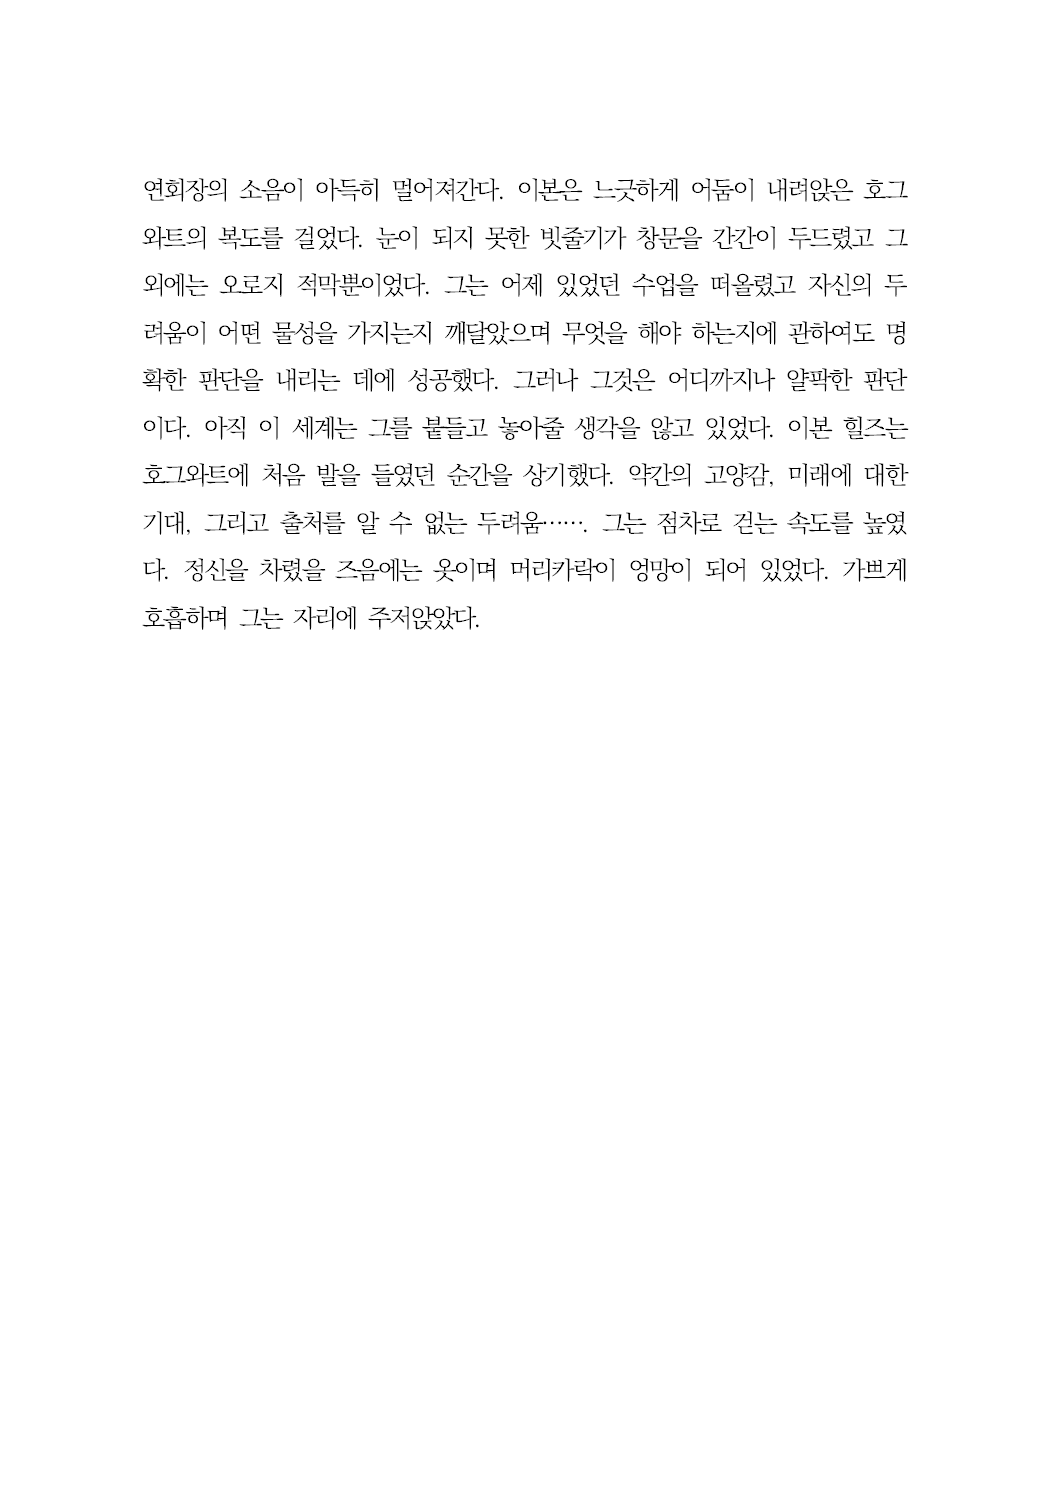 연회장의 소음이 아득히 멀어져간다. 이본은 느긋하게 어둠이 내려앉은 호그
와트의 복도를 걸었다. 눈이 되지 못한 빗줄기가 창문을 간간이 두드렸고 그
외에는 오로지 적막뿐이었다. 그는 어제 있었던 수업을 떠올렸고 자신의 두
려움이 어떤 물성을 가지는지 깨달았으며 무엇을 해야 하는지에 관하여도 명
확한 판단을 내리는 데에 성공했다. 그러나 그것은 어디까지나 얄팍한 판단
이다. 아직 이 세계는 그를 붙들고 놓아줄 생각을 않고 있었다. 이본 힐즈는
호그와트에 처음 발을 들였던 순간을 상기했다. 약간의 고양감, 미래에 대한
기대, 그리고 출처를 알 수 없는 두려움……. 그는 점차로 걷는 속도를 높였
다. 정신을 차렸을 즈음에는 옷이며 머리카락이 엉망이 되어 있었다. 가쁘게
호흡하며 그는 자리에 주저앉았다.